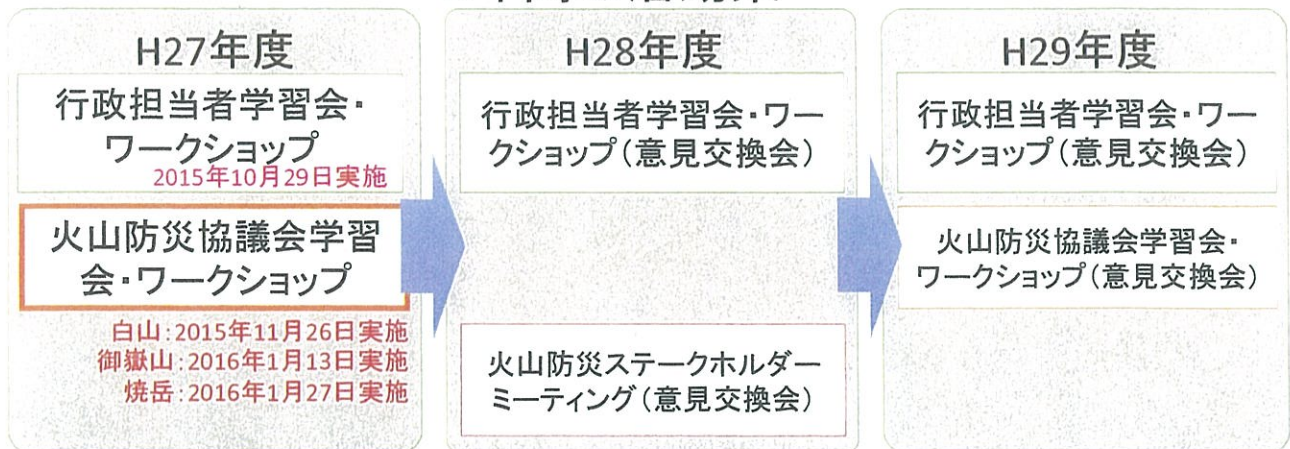 H27年度
行政担当者学習会・
ワークショップ
2015年10月29日実施
火山防災協議会学習
会・ワークショップ
白山:2015年11月26日実施
御嶽山:2016年1月13日実施
焼岳:2016年1月27日実施
H28年度
行政担当者学習会・ワー
クショップ(意見交換会)
火山防災ステークホルダー
ミーティング(意見交換会)
H29年度
行政担当者学習会・ワー
クショップ(意見交換会)
火山防災協議会学習会・
ワークショップ(意見交換会)